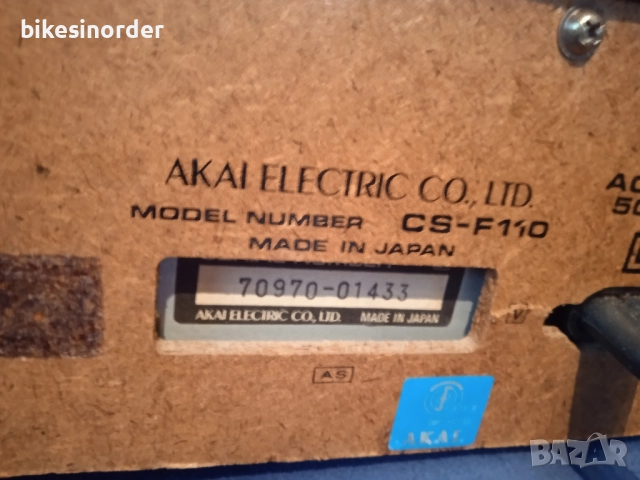 bikesinorder
AKAI ELECTRIC CO., LTD.
MODEL NUMBER CS-F110
MADE IN JAPAN
AC
50
70970-01433
AKAI ELECTRIC CO., LTD. MADE IN JAPAN
V
AS
AKAI
BAZAR